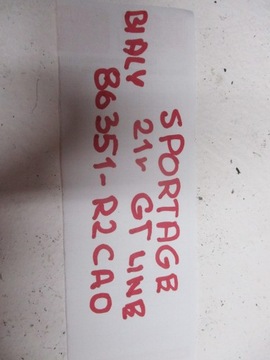 SPORTAGE
21r GT LINE
BIALY
86351-R2CA0